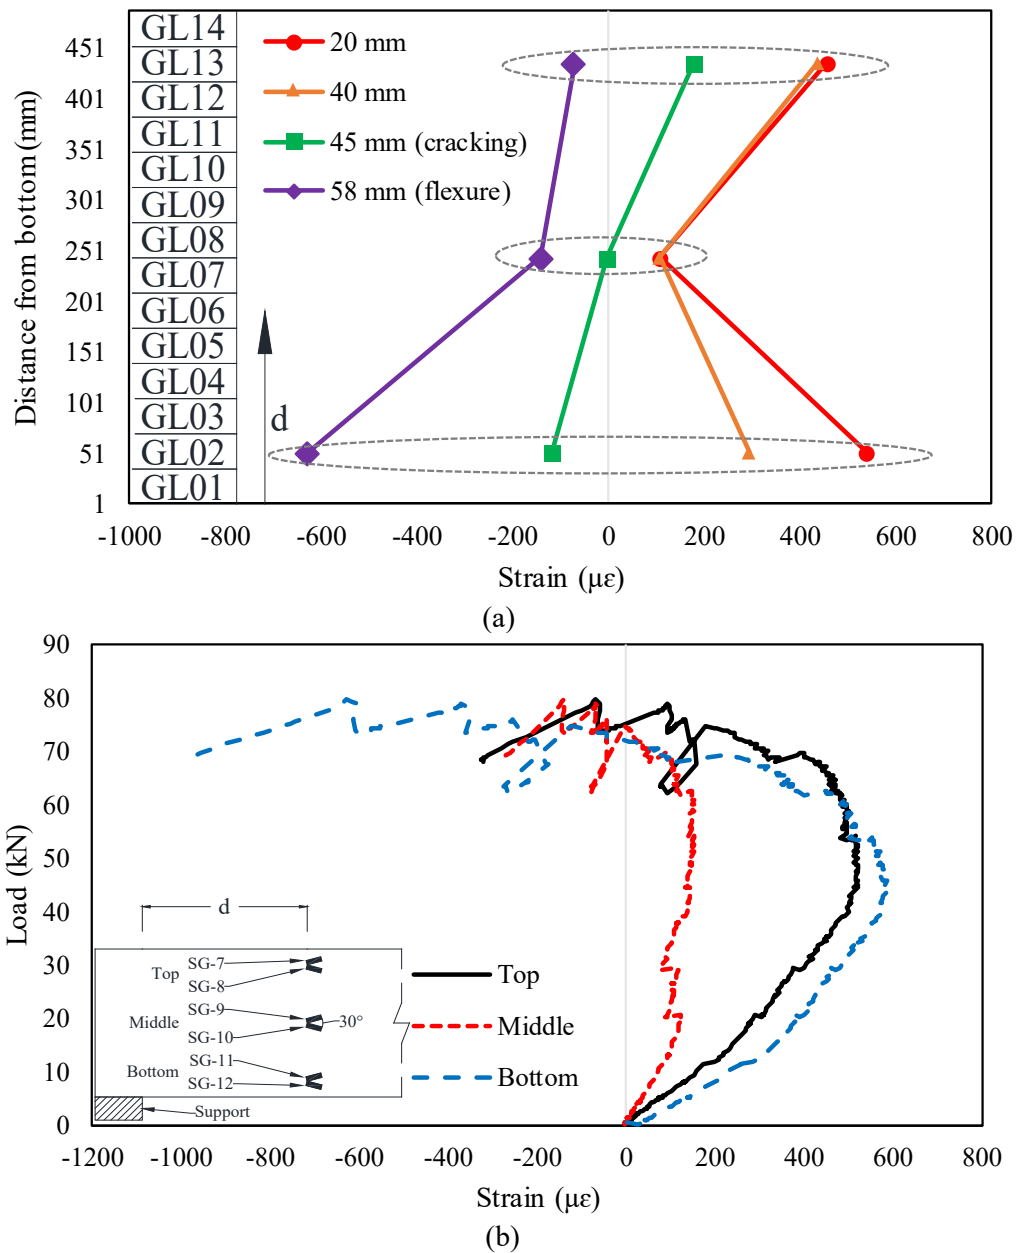 GL14
GL13
GL12
GL11
GL10
GL09
GL08
GL07
GL06
GL05
GL04
GL03
GL02
GL01
451
401
351
301
251
201
151
101
51
1
Distance from bottom (mm)
20 mm
40 mm
45 mm (cracking)
58 mm (flexure)
d
-1000 -800 -600 -400 -200 0 200 400 600 800
Strain (με)
(a)
90
80
70
60
50
40
30
20
10
0
Load (kN)
d
Top
SG-7
SG-8
Middle
SG-9
SG-10
30°
Bottom
SG-11
SG-12
Support
Top
Middle
Bottom
-1200 -1000 -800 -600 -400 -200 0 200 400 600 800
Strain (με)
(b)